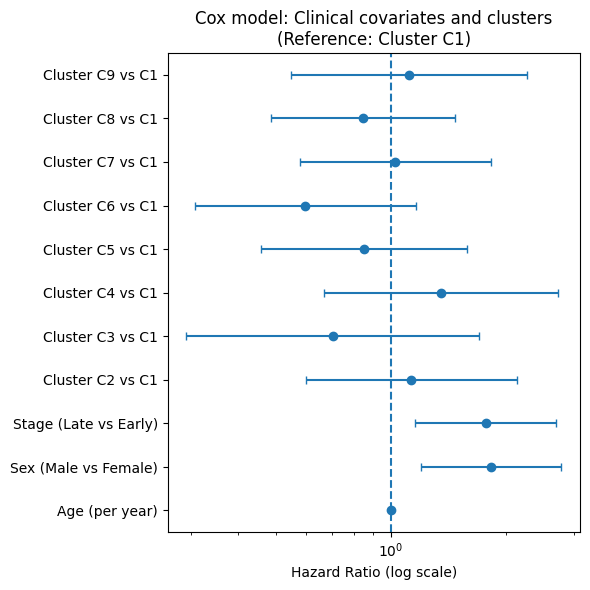 Cox model: Clinical covariates and clusters
(Reference: Cluster C1)
Cluster C9 vs C1
Cluster C8 vs C1
Cluster C7 vs C1
Cluster C6 vs C1
Cluster C5 vs C1
Cluster C4 vs C1
Cluster C3 vs C1
Cluster C2 vs C1
Stage (Late vs Early)
Sex (Male vs Female)
Age (per year)
10⁰
Hazard Ratio (log scale)